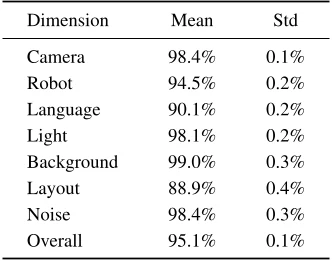 Dimension Mean Std
Camera 98.4% 0.1%
Robot 94.5% 0.2%
Language 90.1% 0.2%
Light 98.1% 0.2%
Background 99.0% 0.3%
Layout 88.9% 0.4%
Noise 98.4% 0.3%
Overall 95.1% 0.1%